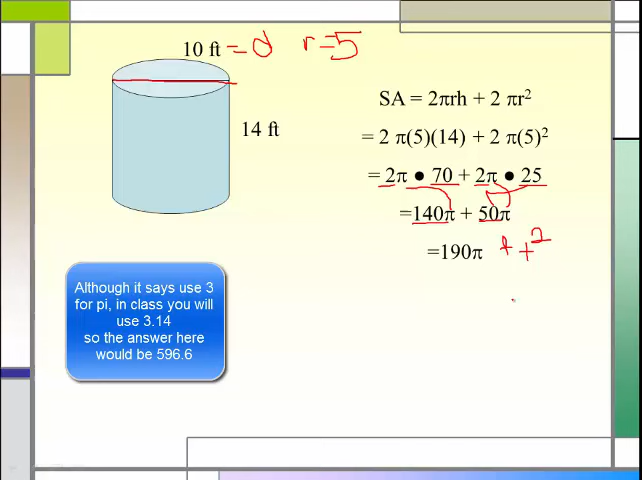 10 ft = d r = 5
14 ft
SA = 2πrh + 2 πr²
= 2 π(5)(14) + 2 π(5)²
= 2π ● 70 + 2π ● 25
=140π + 50π
=190π ft²
Although it says use 3
for pi, in class you will
use 3.14
so the answer here
would be 596.6